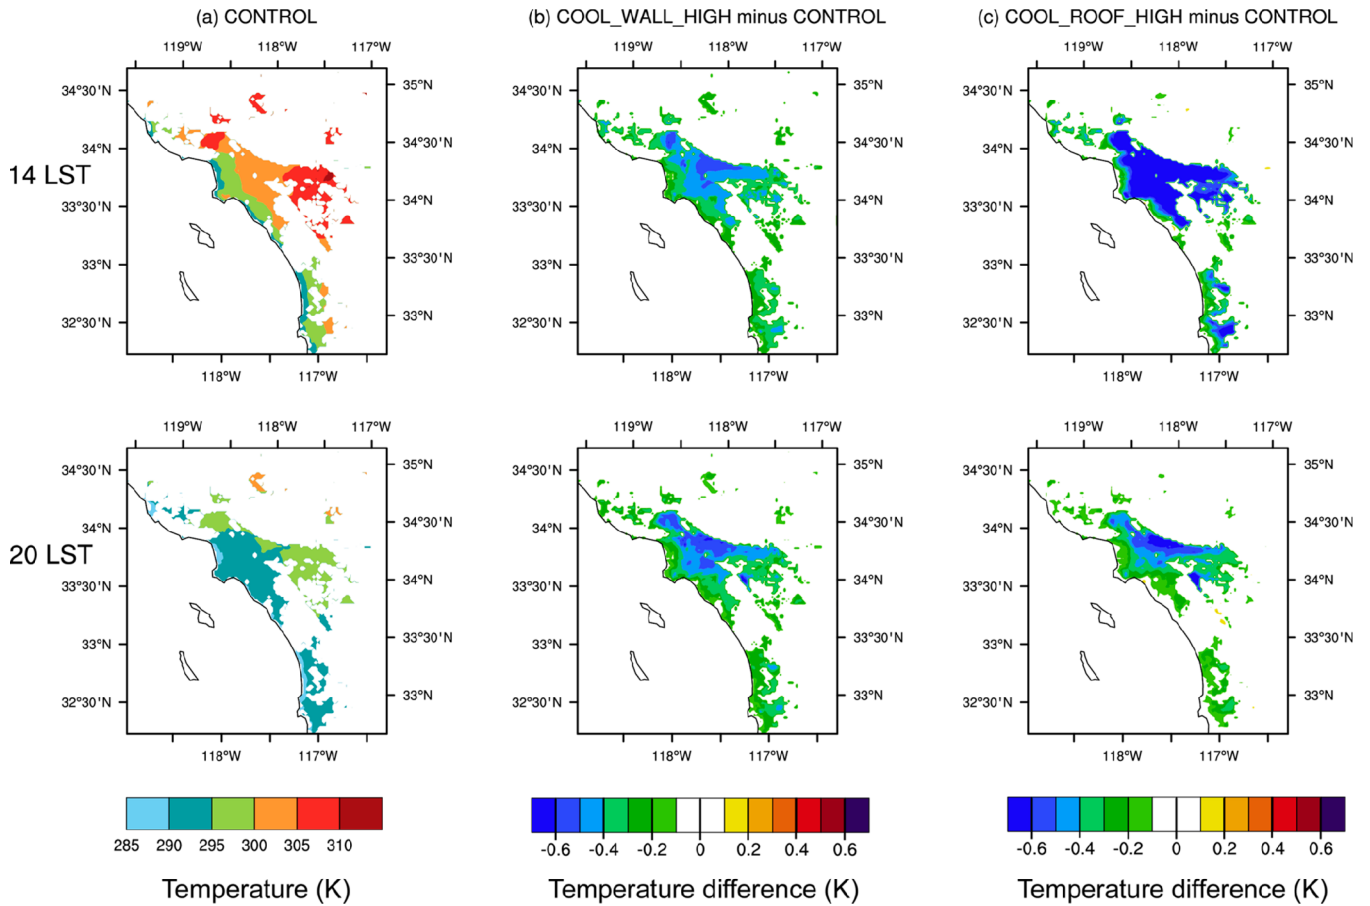 (a) CONTROL (b) COOL_WALL_HIGH minus CONTROL (c) COOL_ROOF_HIGH minus CONTROL
119°W 118°W 117°W 119°W 118°W 117°W 119°W 118°W 117°W
34°30'N 35°N 34°30'N 35°N 34°30'N 35°N
34°N 34°30'N 34°N 34°30'N 34°N 34°30'N
14 LST
33°30'N 34°N 33°30'N 34°N 33°30'N 34°N
33°N 33°30'N 33°N 33°30'N 33°N 33°30'N
32°30'N 33°N 32°30'N 33°N 32°30'N 33°N
118°W 117°W 118°W 117°W 118°W 117°W
119°W 118°W 117°W 119°W 118°W 117°W 119°W 118°W 117°W
34°30'N 35°N 34°30'N 35°N 34°30'N 35°N
34°N 34°30'N 34°N 34°30'N 34°N 34°30'N
20 LST
33°30'N 34°N 33°30'N 34°N 33°30'N 34°N
33°N 33°30'N 33°N 33°30'N 33°N 33°30'N
32°30'N 33°N 32°30'N 33°N 32°30'N 33°N
118°W 117°W 118°W 117°W 118°W 117°W
285 290 295 300 305 310 -0.6 -0.4 -0.2 0 0.2 0.4 0.6 -0.6 -0.4 -0.2 0 0.2 0.4 0.6
Temperature (K) Temperature difference (K) Temperature difference (K)